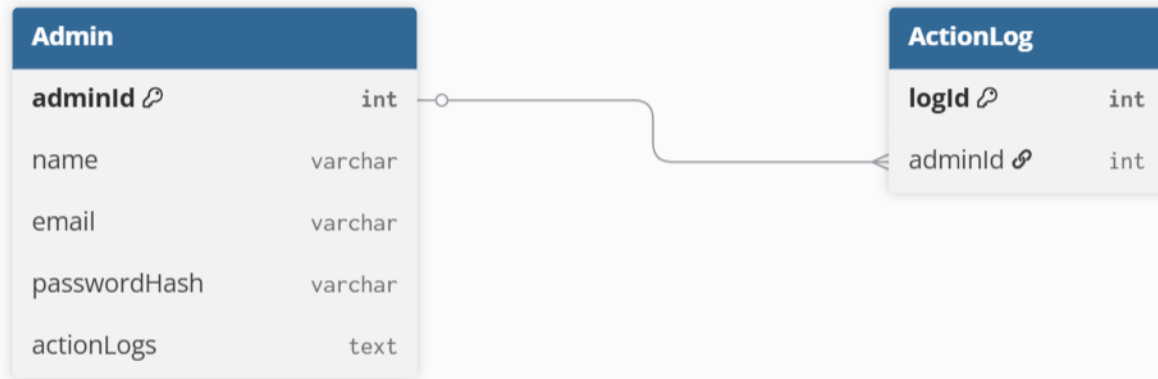 Admin
adminId int
name varchar
email varchar
passwordHash varchar
actionLogs text
ActionLog
logId int
adminId int